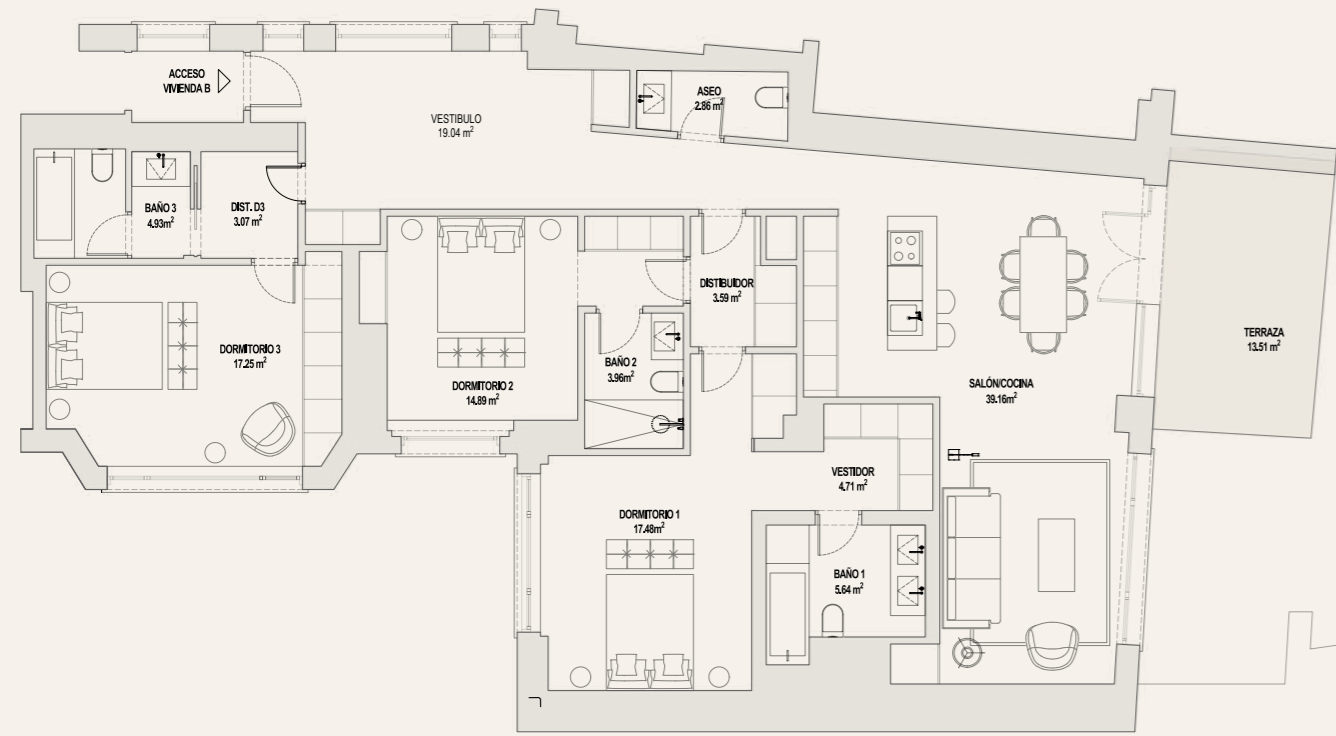 ACCESO
VIVIENDA B
VESTIBULO
19.04 m²
ASEO
2.86 m²
BAÑO 3
4.93m²
DIST. D3
3.07 m²
DISTIBUIDOR
3.59 m²
TERRAZA
13.51 m²
DORMITORIO 3
17.25 m²
DORMITORIO 2
14.89 m²
BAÑO 2
3.96m²
SALÓN/COCINA
39.16m²
VESTIDOR
4.71 m²
DORMITORIO 1
17.48m²
BAÑO 1
5.64 m²